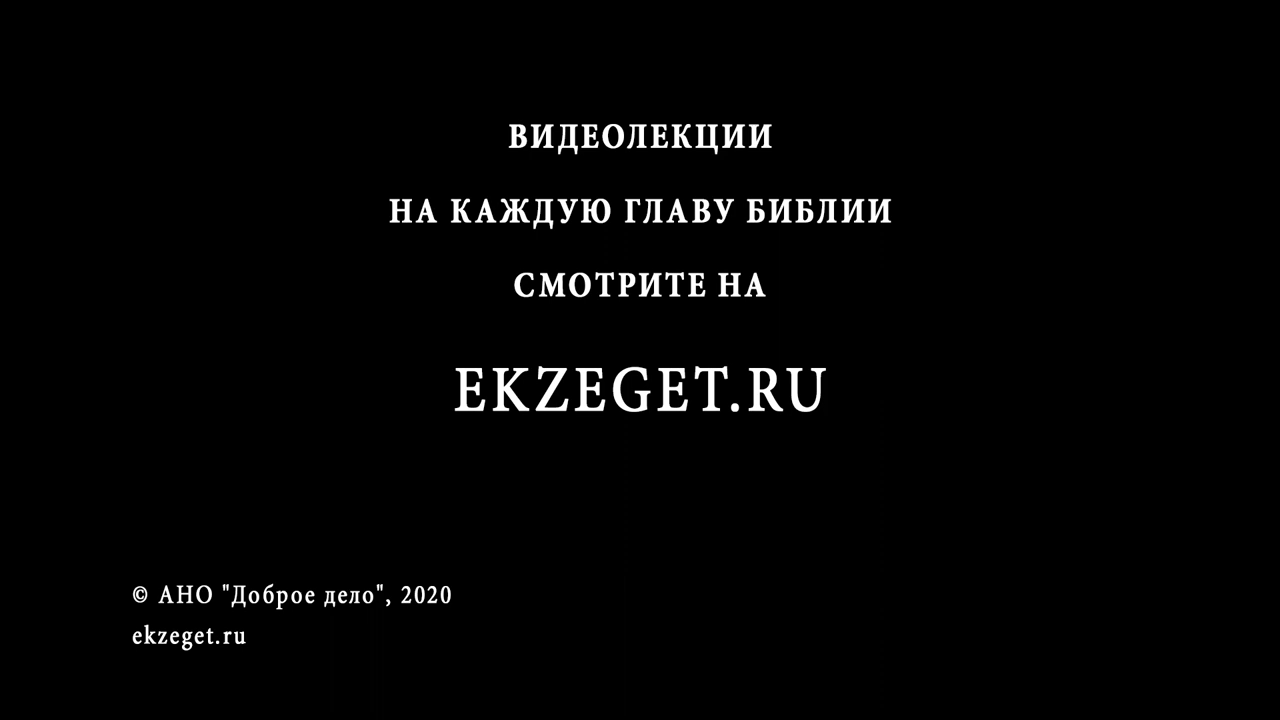 ВИДЕОЛЕКЦИИ
НА КАЖДУЮ ГЛАВУ БИБЛИИ
СМОТРИТЕ НА
EKZEGET.RU
© АНО "Доброе дело", 2020
ekzeget.ru